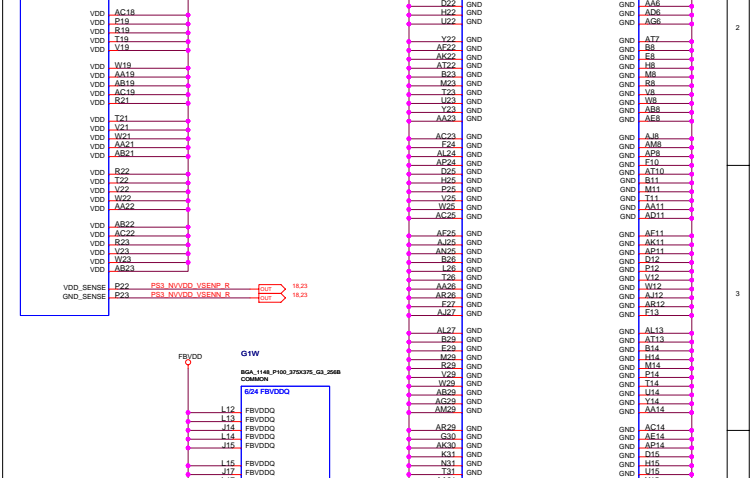 VDD AC18
VDD P19
VDD R19
VDD T19
VDD V19
VDD W19
VDD AA19
VDD AB19
VDD AC19
VDD R21
VDD T21
VDD V21
VDD W21
VDD AA21
VDD AB21
VDD R22
VDD T22
VDD V22
VDD W22
VDD AA22
VDD AB22
VDD AC22
VDD R23
VDD V23
VDD W23
VDD AB23
VDD_SENSE P22 PS3_NVVDD_VSENP_R OUT 18.23
GND_SENSE P23 PS3_NVVDD_VSENN_R OUT 18.23
FBVDD
G1W
BGA_1148_P100_375X375_G3_256B
COMMON
6/24 FBVDDQ
L12 FBVDDQ
L13 FBVDDQ
J14 FBVDDQ
L14 FBVDDQ
J15 FBVDDQ
L15 FBVDDQ
J17 FBVDDQ
D22 GND
H22 GND
U22 GND
Y22 GND
AF22 GND
AK22 GND
AT22 GND
B23 GND
M23 GND
T23 GND
U23 GND
Y23 GND
AA23 GND
AC23 GND
F24 GND
AL24 GND
AP24 GND
D25 GND
H25 GND
P25 GND
V25 GND
W25 GND
AC25 GND
AF25 GND
AJ25 GND
AN25 GND
B26 GND
L26 GND
T26 GND
AA26 GND
AR26 GND
F27 GND
AJ27 GND
AL27 GND
B29 GND
E29 GND
M29 GND
R29 GND
V29 GND
W29 GND
AB29 GND
AG29 GND
AM29 GND
AR29 GND
G30 GND
AK30 GND
K31 GND
N31 GND
T31 GND
GND AA6
GND AD6
GND AG6
GND AT7
GND B8
GND E8
GND H8
GND M8
GND R8
GND V8
GND W8
GND AB8
GND AE8
GND AJ8
GND AM8
GND AP8
GND F10
GND AT10
GND B11
GND M11
GND T11
GND AA11
GND AD11
GND AF11
GND AK11
GND AP11
GND D12
GND P12
GND V12
GND W12
GND AJ12
GND AR12
GND F13
GND AL13
GND AT13
GND B14
GND H14
GND M14
GND P14
GND T14
GND U14
GND Y14
GND AA14
GND AC14
GND AE14
GND AP14
GND D15
GND H15
GND U15
2
3